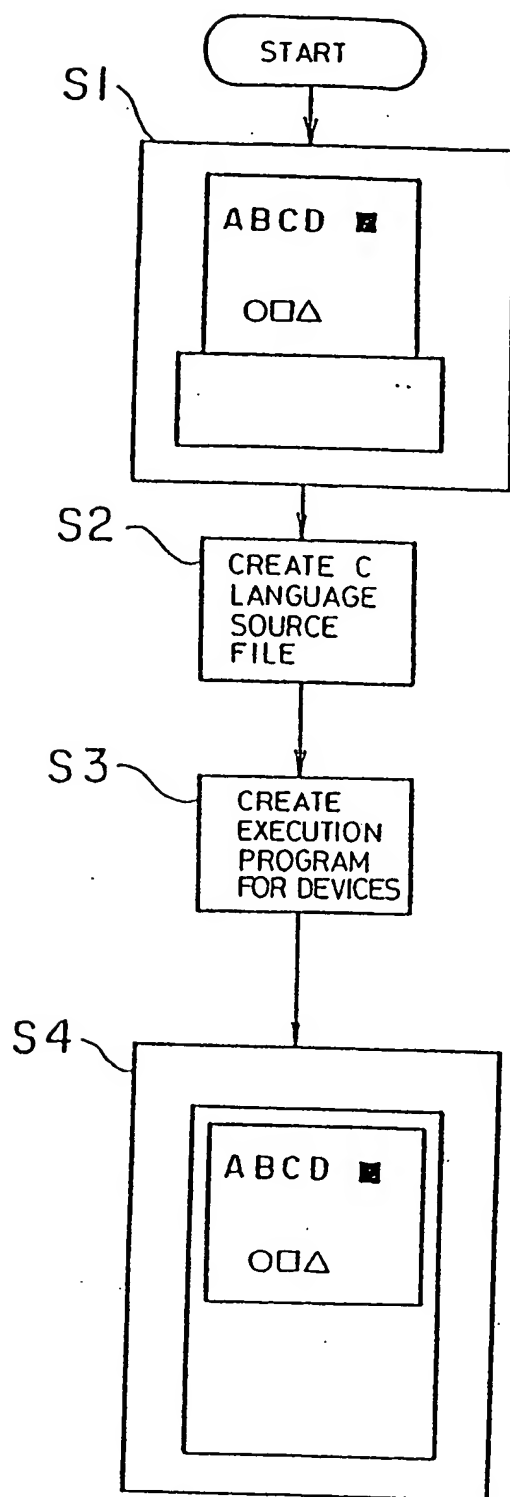 START
S1
ABCD
○□△
S2
CREATE C
LANGUAGE
SOURCE
FILE
S3
CREATE
EXECUTION
PROGRAM
FOR DEVICES
S4
ABCD
○□△